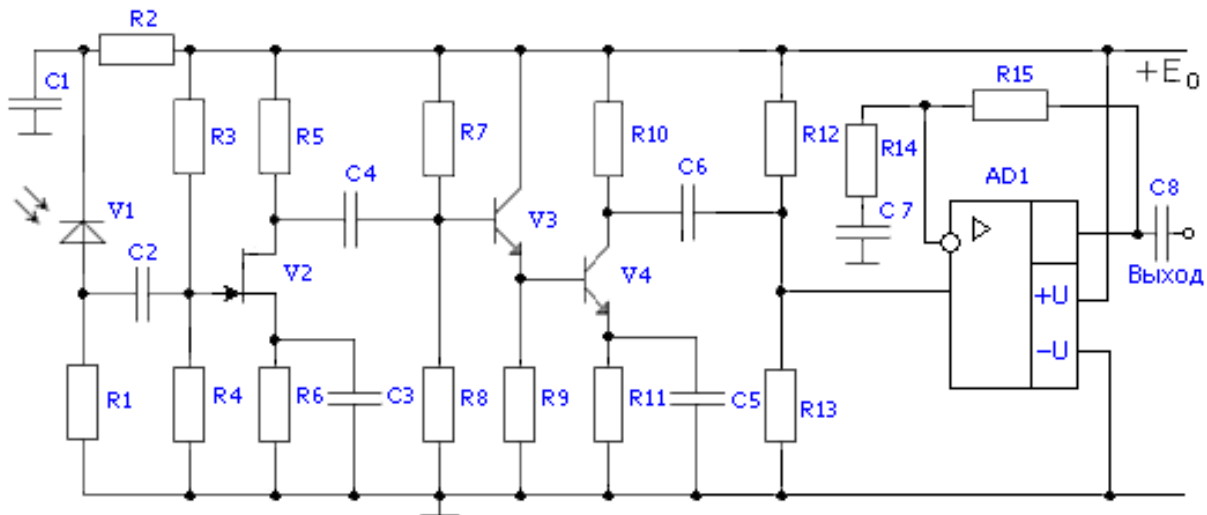 R2
C1
R3
R5
R7
R10
R12
R15
+E₀
R14
C4
C6
AD1
C8
V1
V3
C7
C2
V2
V4
Выход
+U
-U
R1
R4
R6
C3
R8
R9
R11
C5
R13